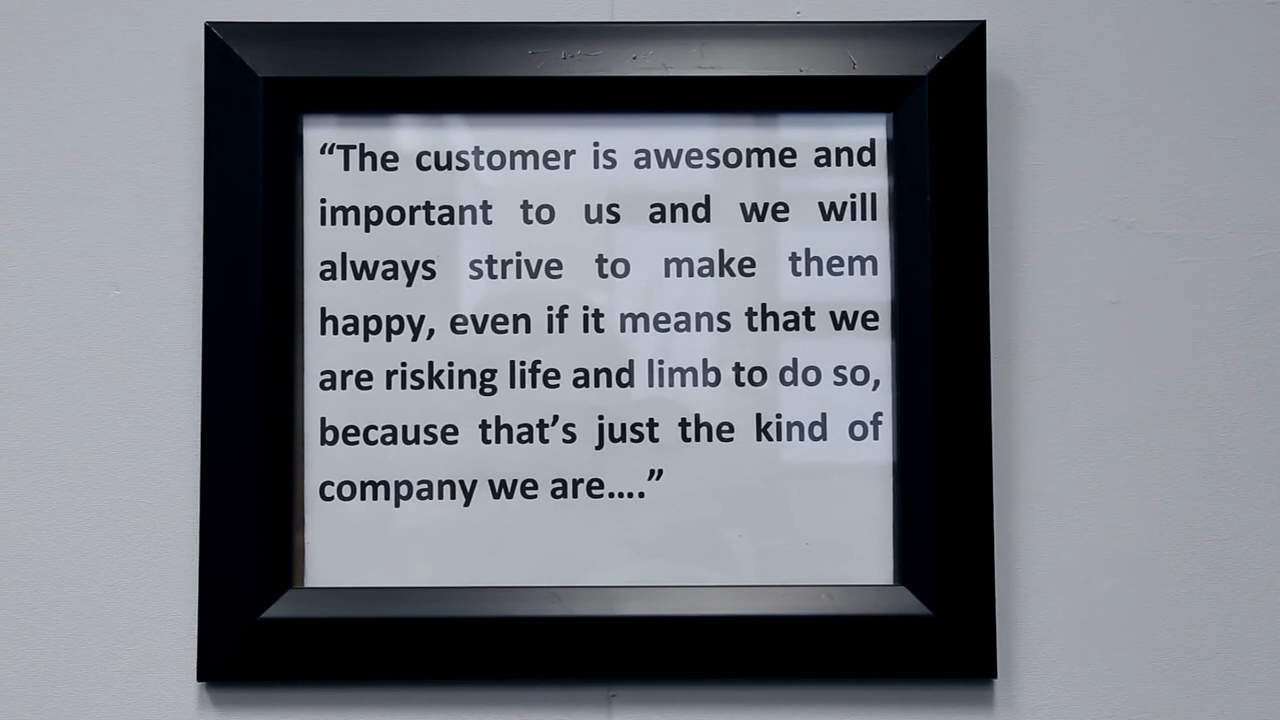 “The customer is awesome and
important to us and we will
always strive to make them
happy, even if it means that we
are risking life and limb to do so,
because that’s just the kind of
company we are....”